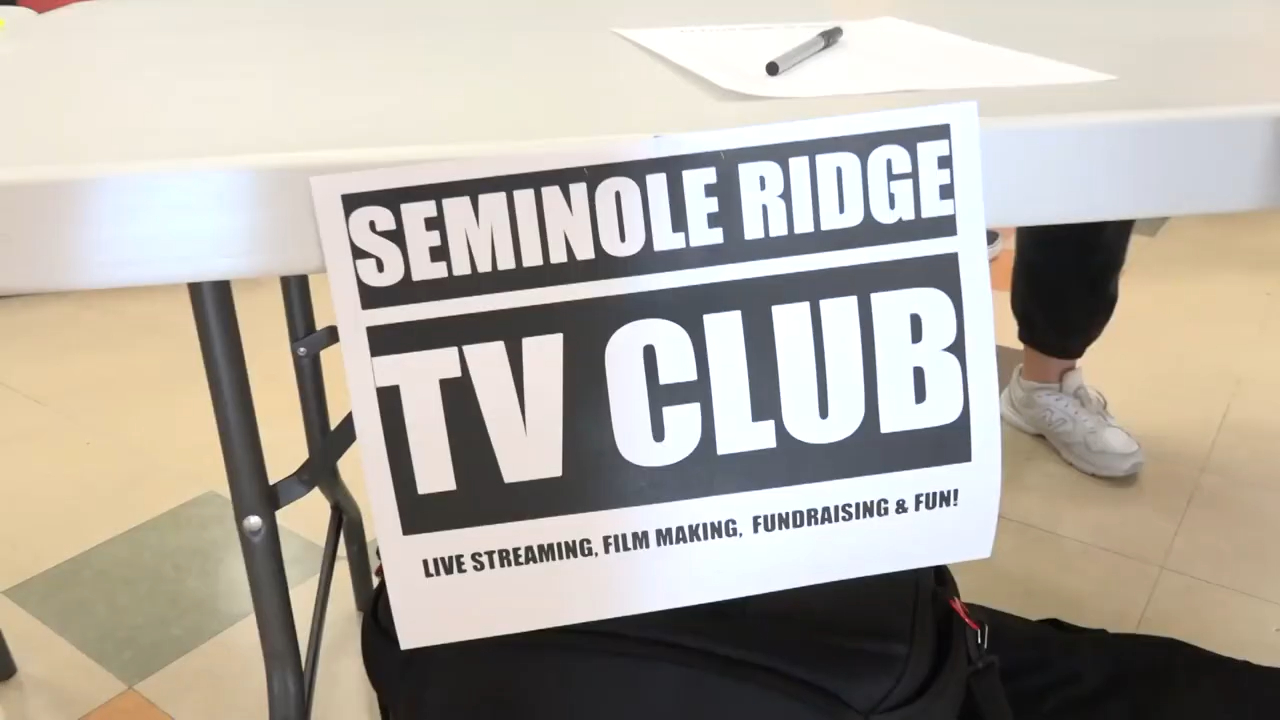 SEMINOLE RIDGE
TV CLUB
LIVE STREAMING, FILM MAKING, FUNDRAISING & FUN!